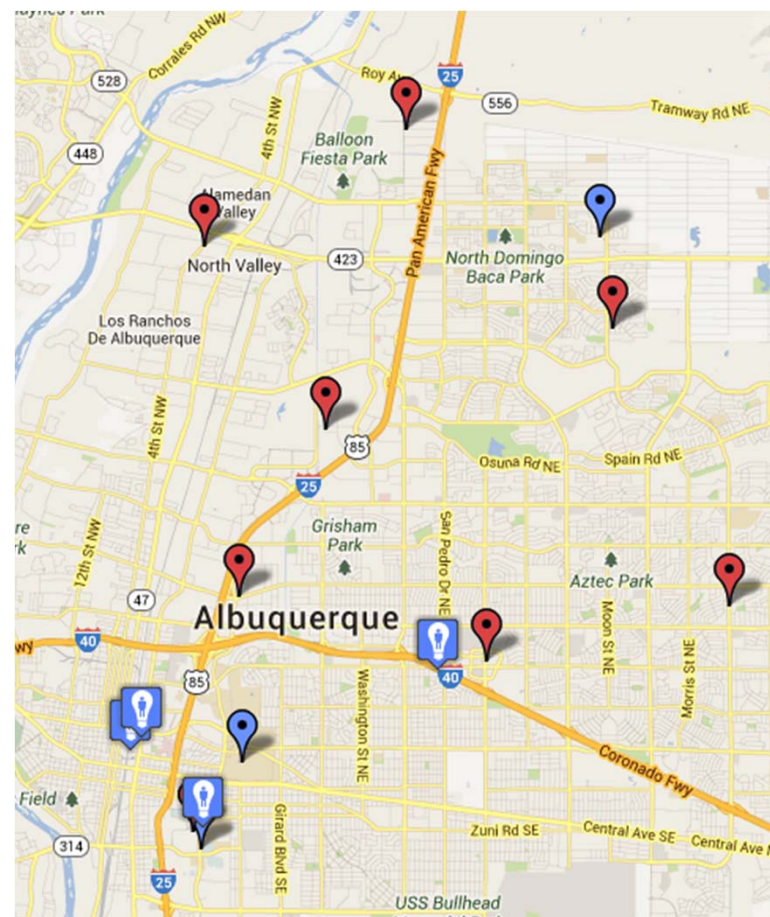 Corrales Rd NW
528
448
4th St NW
Roy
25
556
Tramway Rd NE
Balloon
Fiesta Park
Pan American Fwy
Valley
North Valley
423
North Domingo
Baca Park
Los Ranchos
De Albuquerque
4th St NW
85
25
Osuna Rd NE
Spain Rd NE
12th St NW
Grisham
Park
San Pedro Dr NE
Aztec Park
47
Albuquerque
Moon St NE
Morris St NE
40
85
40
Washington St NE
Coronado Fwy
Field
314
Girard Blvd SE
Zuni Rd SE
Central Ave SE
Central Ave
25
USS Bullhead